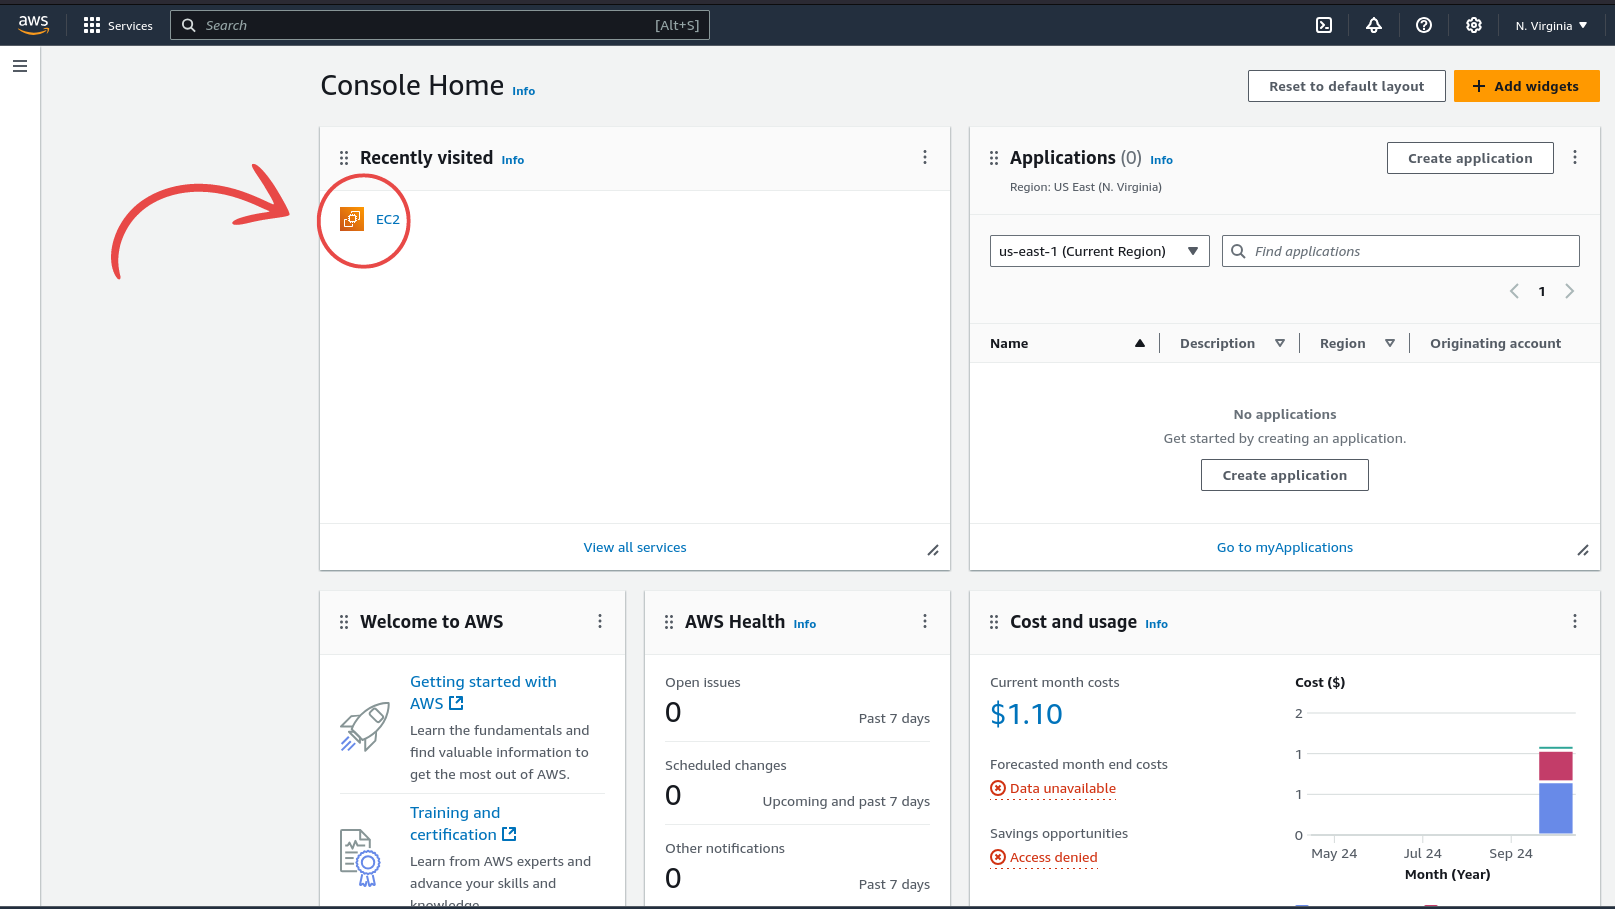 aws
Services
Search
[Alt+S]
N. Virginia
Console Home Info
Reset to default layout
Add widgets
Recently visited Info
EC2
View all services
Applications (0) Info
Region: US East (N. Virginia)
Create application
us-east-1 (Current Region)
Find applications
1
Name
Description
Region
Originating account
No applications
Get started by creating an application.
Create application
Go to myApplications
Welcome to AWS
Getting started with
AWS
Learn the fundamentals and
find valuable information to
get the most out of AWS.
Training and
certification
Learn from AWS experts and
advance your skills and
knowledge
AWS Health Info
Open issues
0
Past 7 days
Scheduled changes
0
Upcoming and past 7 days
Other notifications
0
Past 7 days
Cost and usage Info
Current month costs
$1.10
Forecasted month end costs
Data unavailable
Savings opportunities
Access denied
Cost ($)
2
1
1
0
May 24
Jul 24
Sep 24
Month (Year)